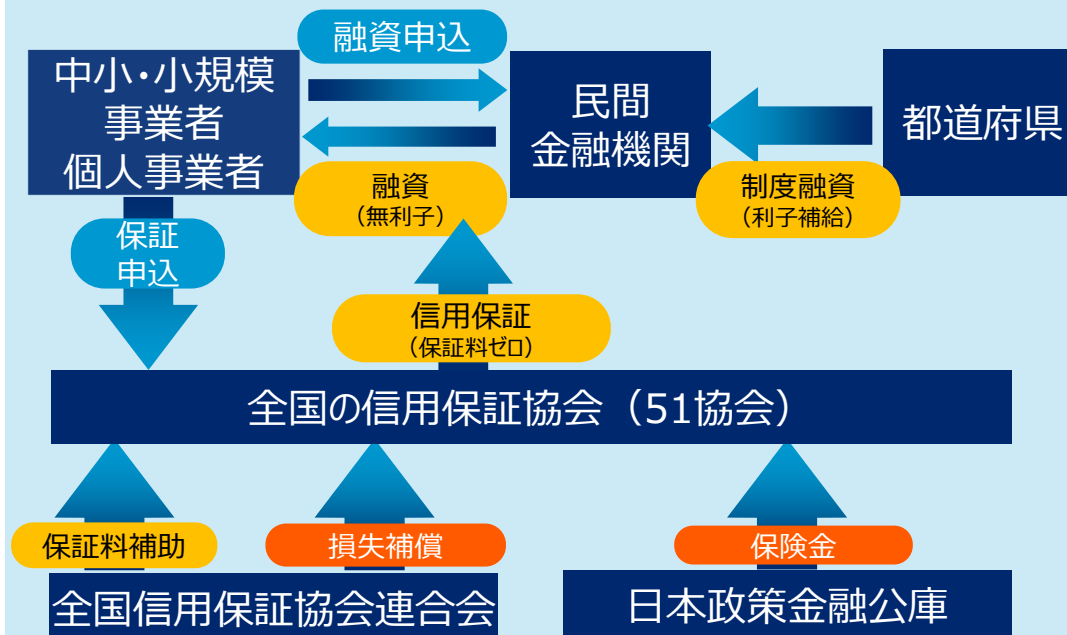 融資申込
中小・小規模
事業者
個人事業者
民間
金融機関
都道府県
融資
（無利子）
制度融資
（利子補給）
保証
申込
信用保証
（保証料ゼロ）
全国の信用保証協会（51協会）
保証料補助
損失補償
保険金
全国信用保証協会連合会
日本政策金融公庫